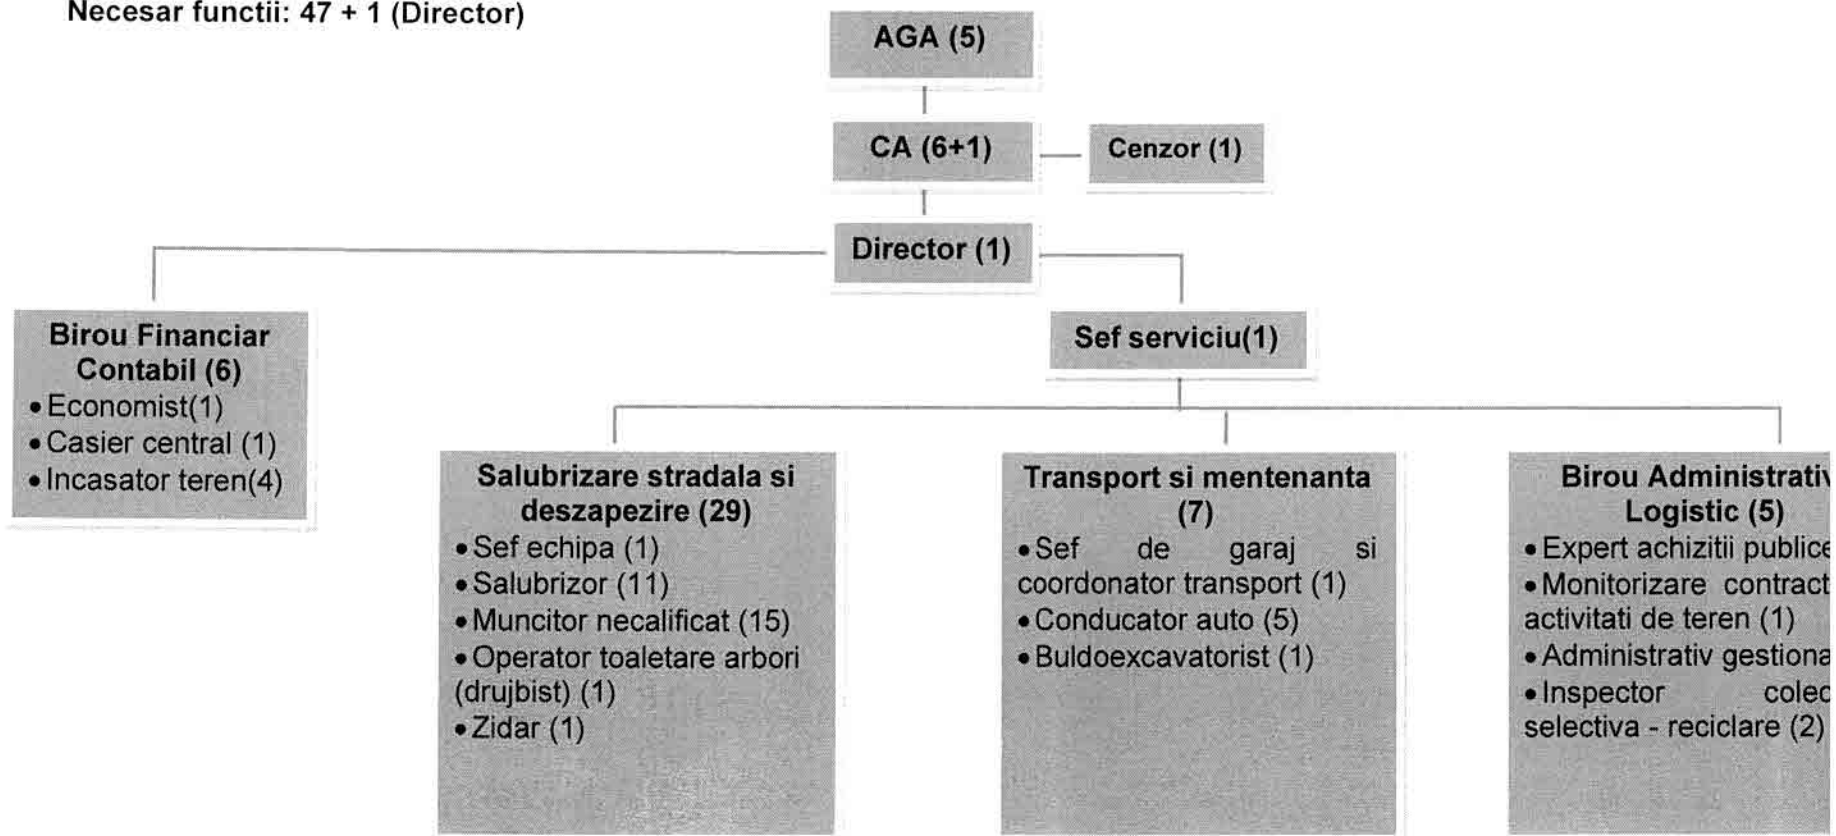 Necesar functii: 47 + 1 (Director)
AGA (5)
CA (6+1)
Cenzor (1)
Director (1)
Birou Financiar
Contabil (6)
• Economist(1)
• Casier central (1)
• Incasator teren(4)
Sef serviciu(1)
Salubrizare stradala si
deszapezire (29)
• Sef echipa (1)
• Salubrizor (11)
• Muncitor necalificat (15)
• Operator toaletare arbori
(drujbist) (1)
• Zidar (1)
Transport si mentenanta
(7)
• Sef de garaj si
coordonator transport (1)
• Conducator auto (5)
• Buldoexcavatorist (1)
Birou Administrativ
Logistic (5)
• Expert achizitii publice
• Monitorizare contract
activitati de teren (1)
• Administrativ gestiona
• Inspector colec
selectiva - reciclare (2)